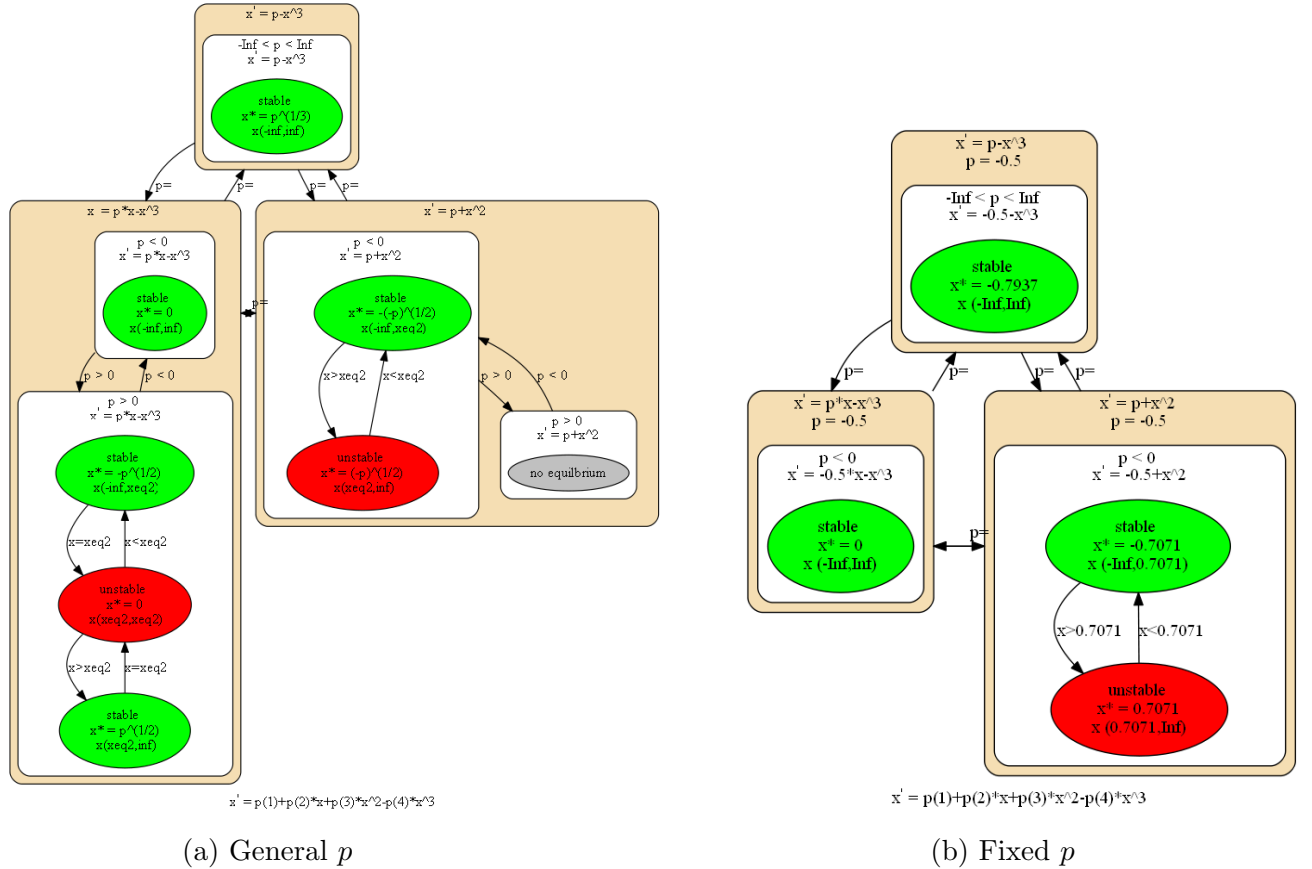 x' = p-x^3
-Inf < p < Inf
x' = p-x^3
stable
x* = p^(1/3)
x(-inf,inf)
p=
p=
p=
p=
x = p*x-x^3
p < 0
x' = p*x-x^3
stable
x* = 0
x(-inf,inf)
p > 0
p < 0
p > 0
x' = p*x-x^3
stable
x* = -p^(1/2)
x(-inf,xeq2)
x=xeq2
x<xeq2
unstable
x* = 0
x(xeq2,xeq2)
x>xeq2
x=xeq2
stable
x* = p^(1/2)
x(xeq2,inf)
p=
x' = p+x^2
p < 0
x' = p+x^2
stable
x* = -(-p)^(1/2)
x(-inf,xeq2)
x>xeq2
x<xeq2
unstable
x* = (-p)^(1/2)
x(xeq2,inf)
p > 0
p < 0
p > 0
x' = p+x^2
no equilbrium
x' = p(1)+p(2)*x+p(3)*x^2-p(4)*x^3
(a) General p
x' = p-x^3
p = -0.5
-Inf < p < Inf
x' = -0.5-x^3
stable
x* = -0.7937
x (-Inf,Inf)
p=
p=
p=
p=
x' = p*x-x^3
p = -0.5
p < 0
x' = -0.5*x-x^3
stable
x* = 0
x (-Inf,Inf)
p=
x' = p+x^2
p = -0.5
p < 0
x' = -0.5+x^2
stable
x* = -0.7071
x (-Inf,0.7071)
x>0.7071
x<0.7071
unstable
x* = 0.7071
x (0.7071,Inf)
x' = p(1)+p(2)*x+p(3)*x^2-p(4)*x^3
(b) Fixed p